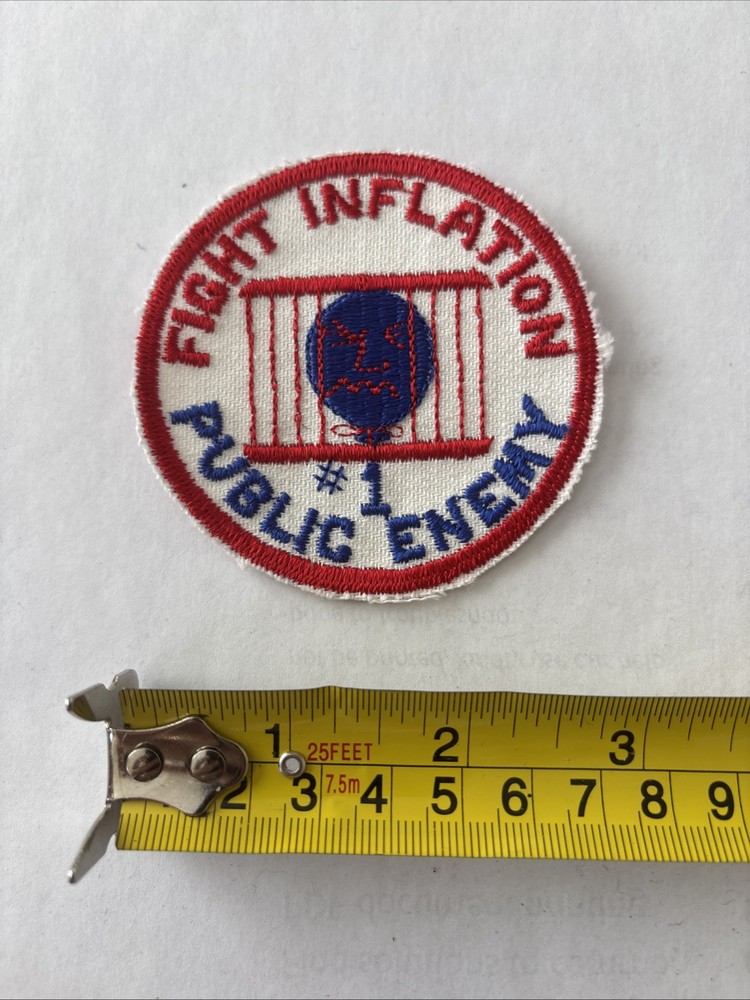 FIGHT INFLATION
#1
PUBLIC ENEMY
1 2 3
25FEET
7.5m
2 3 4 5 6 7 8 9